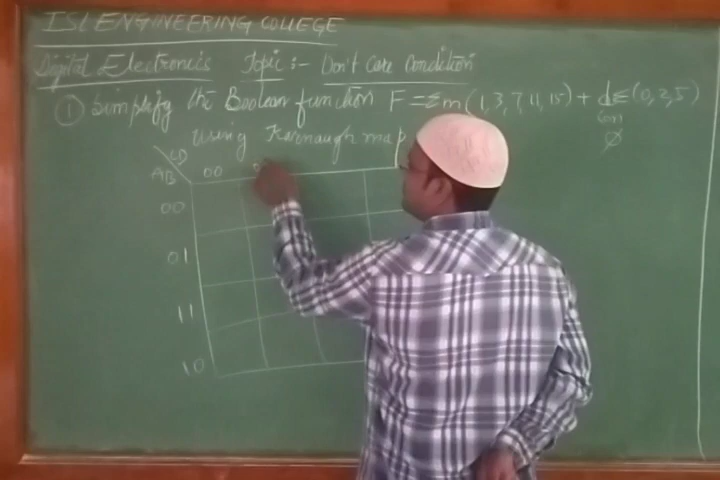 ISL ENGINEERING COLLEGE
Digital Electronics Topic :- Don't Care Condition
① Simplify the Boolean function F = Σm(1,3,7,11,15) + dΣ(0,2,5)
(or)
Using Karnaugh map
Ø
CD
AB 00
00
01
11
10